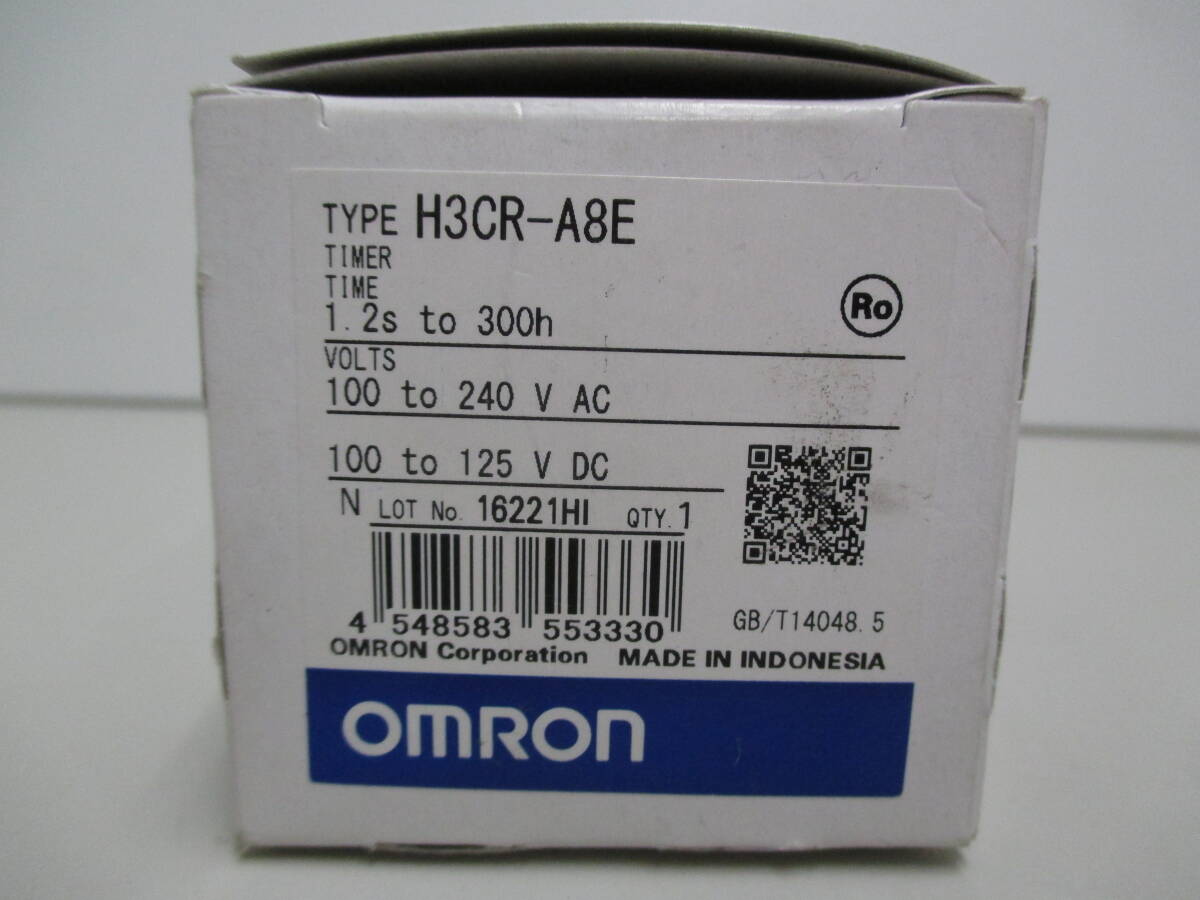 TYPE H3CR-A8E
TIMER
TIME
1.2s to 300h
Ro
VOLTS
100 to 240 V AC
100 to 125 V DC
N LOT No. 16221HI QTY.1
4 548583 553330
GB/T14048.5
OMRON Corporation MADE IN INDONESIA
OMRON